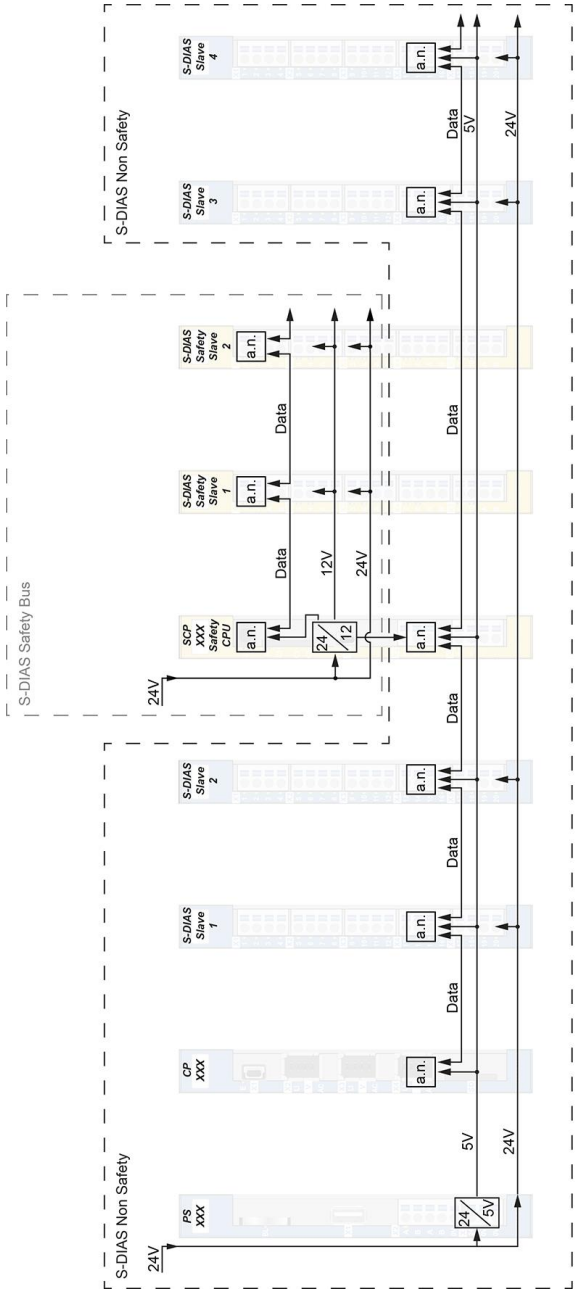 S-DIAS Non Safety
S-DIAS
Slave
4
a.n.
Data
5V
24V
S-DIAS
Slave
3
a.n.
S-DIAS Safety Bus
S-DIAS
Safety
Slave
2
a.n.
Data
Data
S-DIAS
Safety
Slave
1
a.n.
Data
12V
24V
SCP
XXX
Safety
CPU
a.n.
24
12
a.n.
24V
Data
S-DIAS
Slave
2
a.n.
Data
S-DIAS
Slave
1
a.n.
Data
CP
XXX
a.n.
5V
24V
S-DIAS Non Safety
PS
XXX
24
5V
24V